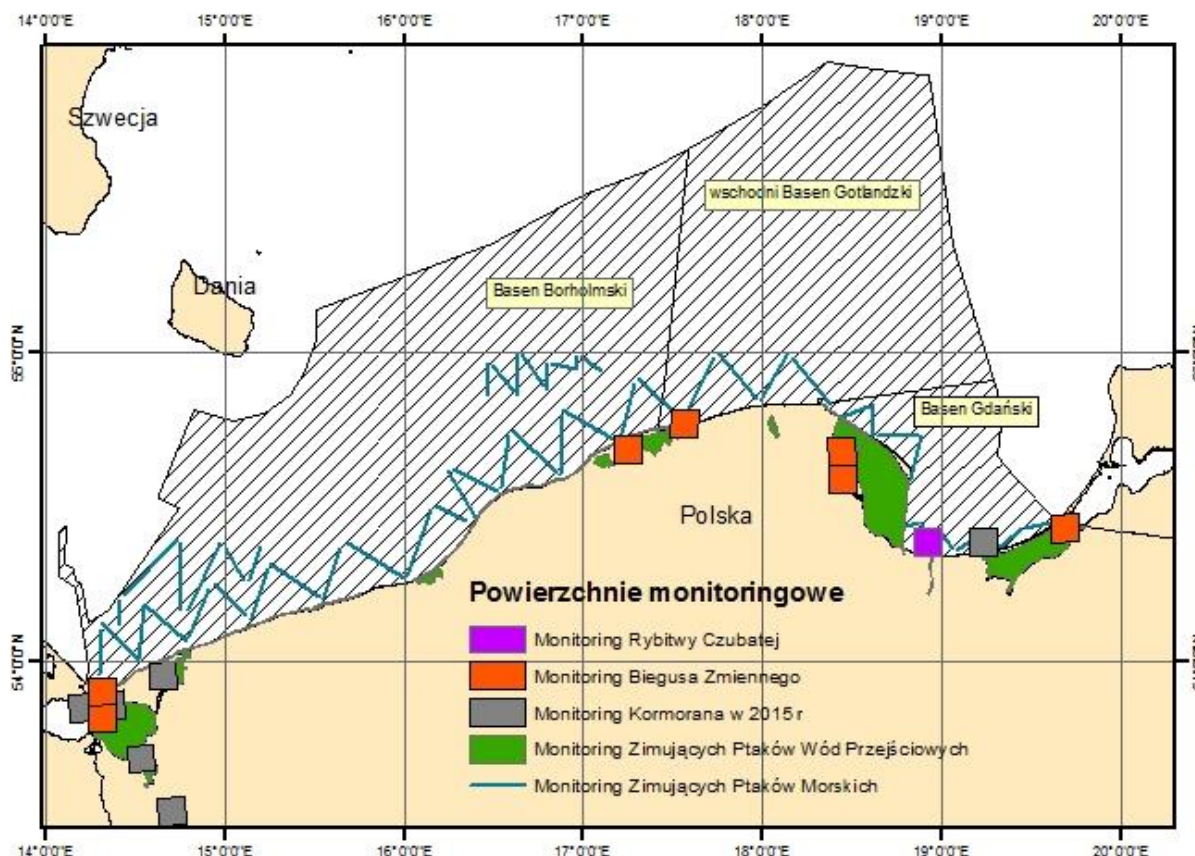 14°0'0"E 15°0'0"E 16°0'0"E 17°0'0"E 18°0'0"E 19°0'0"E 20°0'0"E
Szwecja
wschodni Basen Gotlandzki
Dania
Basen Borholmski
55°0'0"N
Basen Gdański
Polska
Powierzchnie monitoringowe
Monitoring Rybitwy Czubatej
54°0'0"N
Monitoring Biegusa Zmiennego
Monitoring Kormorana w 2015 r
Monitoring Zimujących Ptaków Wód Przejściowych
Monitoring Zimujących Ptaków Morskich
14°0'0"E 15°0'0"E 16°0'0"E 17°0'0"E 18°0'0"E 19°0'0"E 20°0'0"E